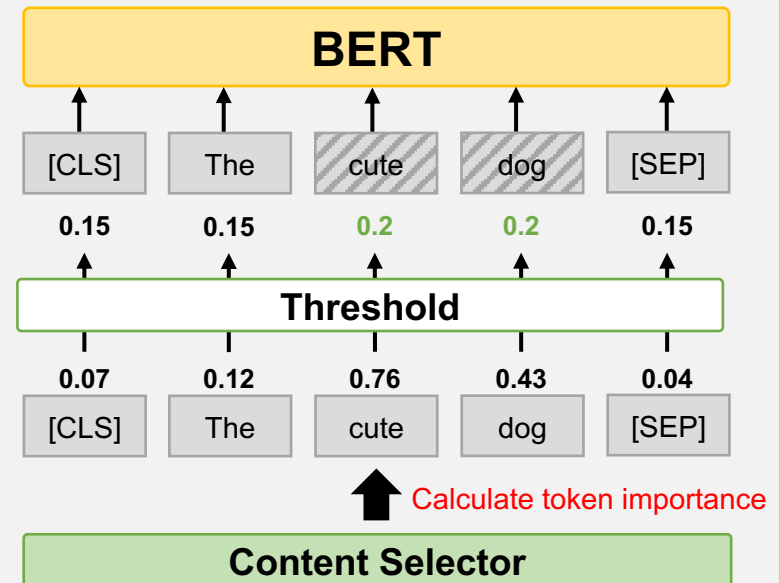 BERT
[CLS] The cute dog [SEP]
0.15 0.15 0.2 0.2 0.15
Threshold
0.07 0.12 0.76 0.43 0.04
[CLS] The cute dog [SEP]
Calculate token importance
Content Selector